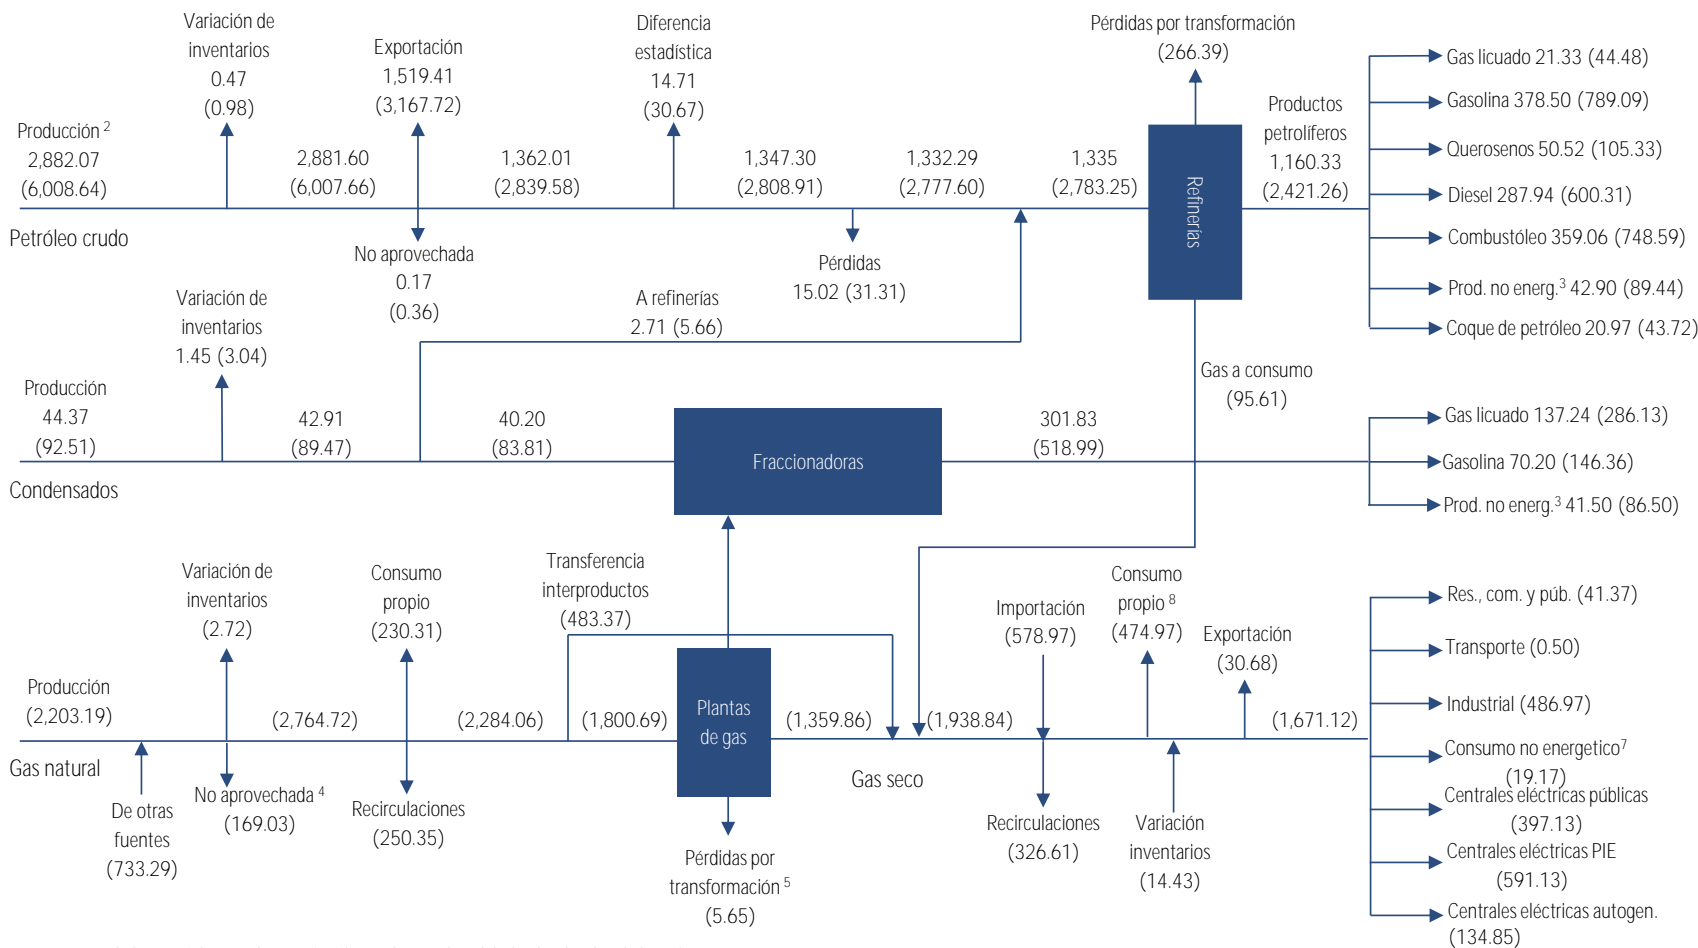 Variación de
inventarios
0.47
(0.98)
Exportación
1,519.41
(3,167.72)
Diferencia
estadística
14.71
(30.67)
Pérdidas por transformación
(266.39)
Producción ²
2,882.07
(6,008.64)
2,881.60
(6,007.66)
1,362.01
(2,839.58)
1,347.30
(2,808.91)
1,332.29
(2,777.60)
1,335
(2,783.25)
Refinerías
Productos
petrolíferos
1,160.33
(2,421.26)
Gas licuado 21.33 (44.48)
Gasolina 378.50 (789.09)
Querosenos 50.52 (105.33)
Diesel 287.94 (600.31)
Combustóleo 359.06 (748.59)
Prod. no energ.³ 42.90 (89.44)
Coque de petróleo 20.97 (43.72)
Petróleo crudo
No aprovechada
0.17
(0.36)
Pérdidas
15.02 (31.31)
Variación de
inventarios
1.45 (3.04)
A refinerías
2.71 (5.66)
Gas a consumo
(95.61)
Producción
44.37
(92.51)
42.91
(89.47)
40.20
(83.81)
Fraccionadoras
301.83
(518.99)
Gas licuado 137.24 (286.13)
Gasolina 70.20 (146.36)
Prod. no energ.³ 41.50 (86.50)
Condensados
Variación de
inventarios
(2.72)
Consumo
propio
(230.31)
Transferencia
interproductos
(483.37)
Importación
(578.97)
Consumo
propio ⁸
(474.97)
Exportación
(30.68)
Producción
(2,203.19)
(2,764.72)
(2,284.06)
(1,800.69)
Plantas
de gas
(1,359.86)
(1,938.84)
(1,671.12)
Gas natural
Gas seco
De otras
fuentes
(733.29)
No aprovechada ⁴
(169.03)
Recirculaciones
(250.35)
Pérdidas por
transformación ⁵
(5.65)
Recirculaciones
(326.61)
Variación
inventarios
(14.43)
Res., com. y púb. (41.37)
Transporte (0.50)
Industrial (486.97)
Consumo no energetico⁷
(19.17)
Centrales eléctricas públicas
(397.13)
Centrales eléctricas PIE
(591.13)
Centrales eléctricas autogen.
(134.85)